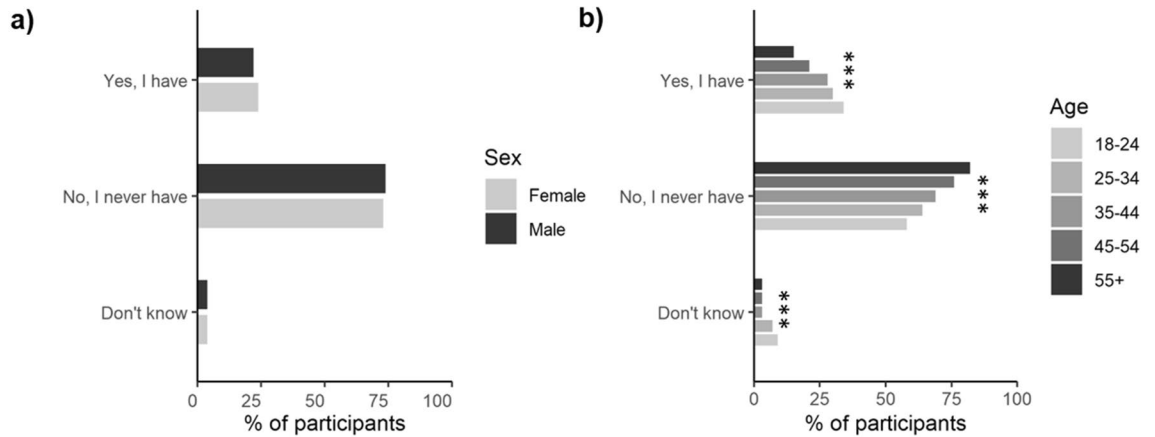 a)
Yes, I have
No, I never have
Don't know
0 25 50 75 100
% of participants
Sex
Female
Male
b)
Yes, I have
No, I never have
Don't know
***
***
***
0 25 50 75 100
% of participants
Age
18-24
25-34
35-44
45-54
55+